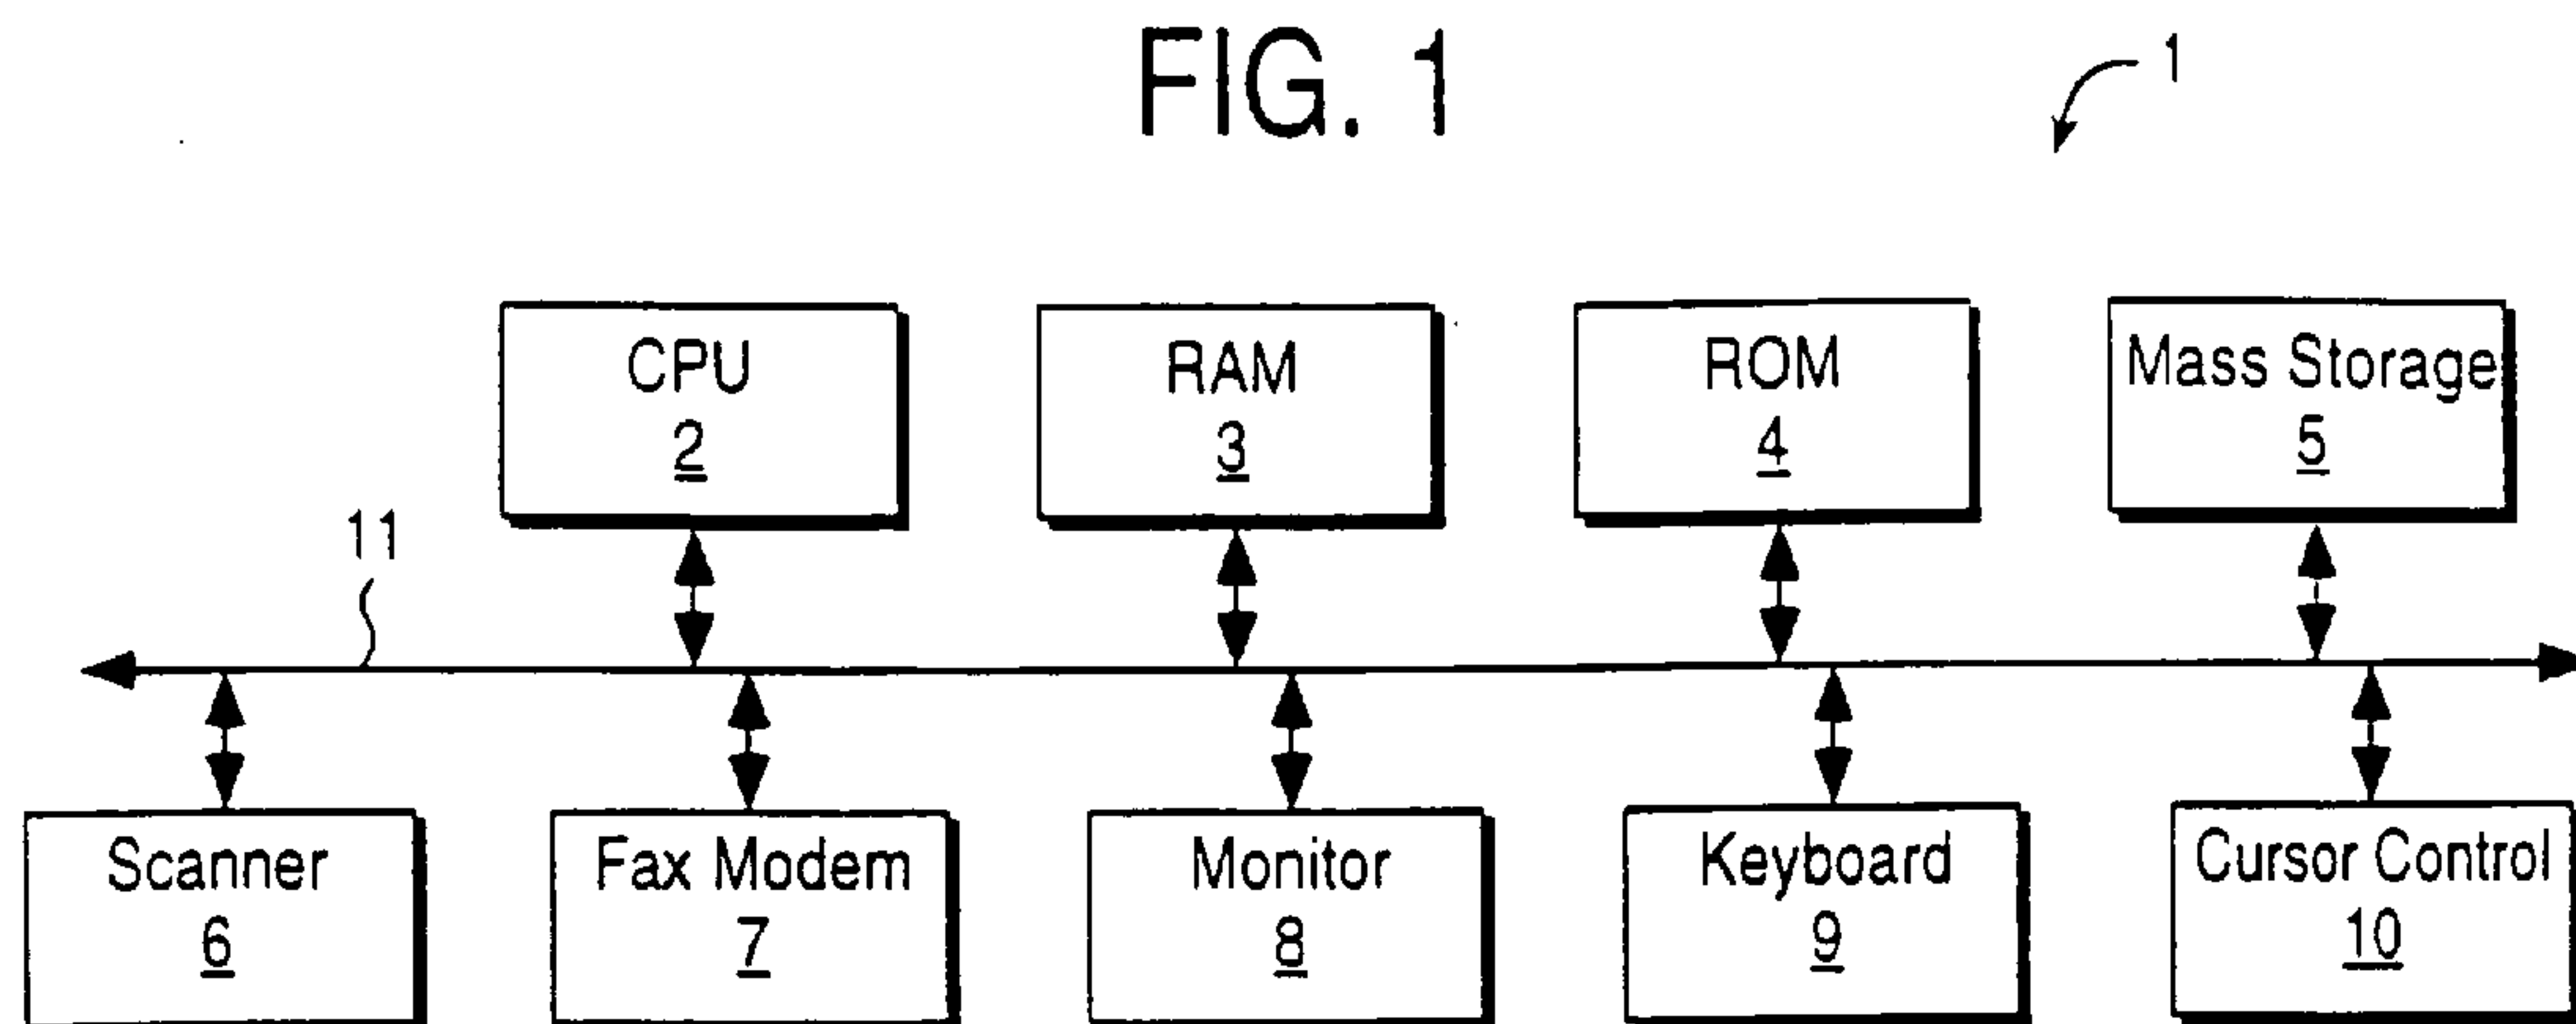 FIG. 1
1
CPU
2
RAM
3
ROM
4
Mass Storage
5
11
Scanner
6
Fax Modem
7
Monitor
8
Keyboard
9
Cursor Control
10